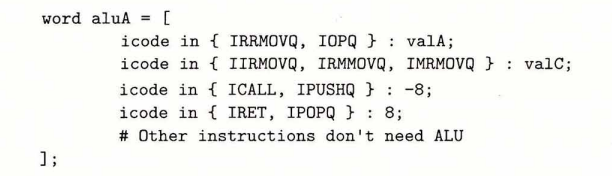 word aluA = [
icode in { IRRMOVQ, IOPQ } : valA;
icode in { IIRMOVQ, IRMMOVQ, IMRMOVQ } : valC;
icode in { ICALL, IPUSHQ } : -8;
icode in { IRET, IPOPQ } : 8;
# Other instructions don't need ALU
];